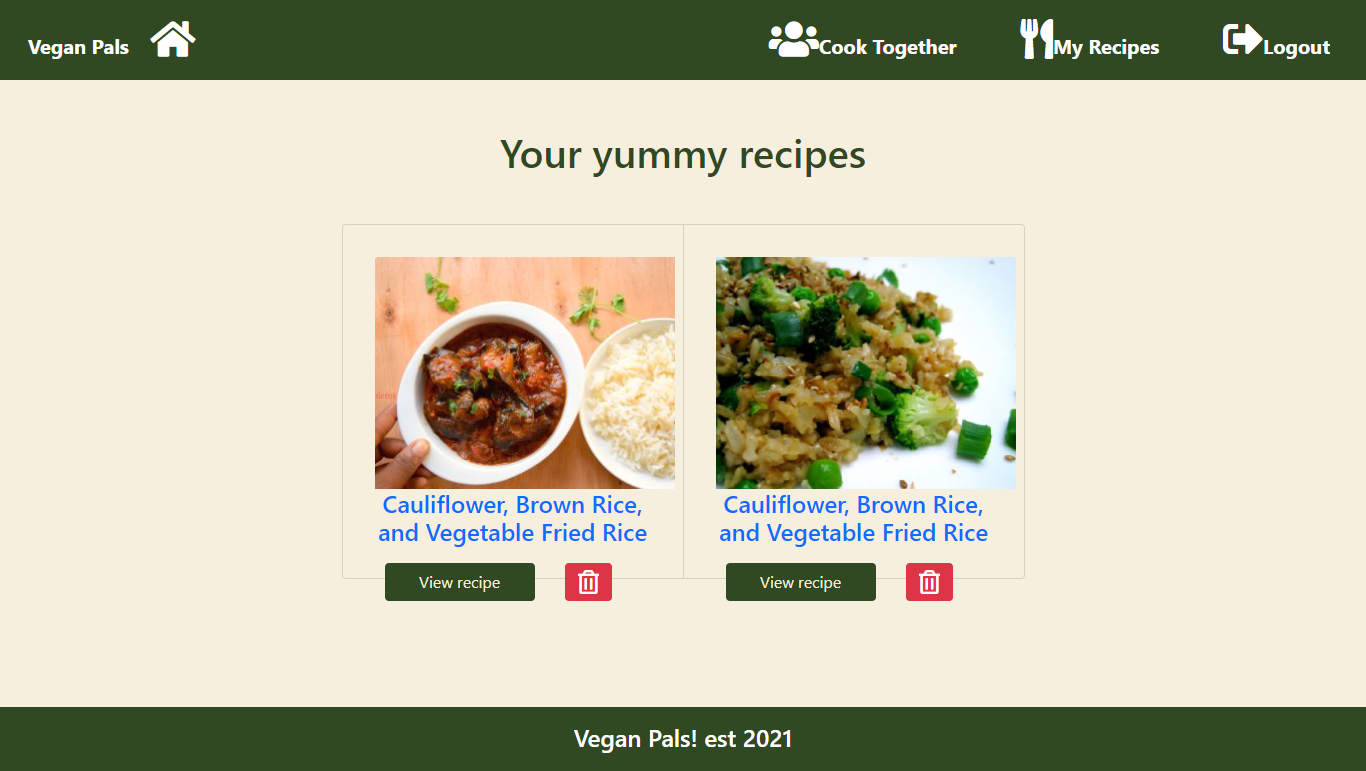 Vegan Pals
Cook Together
My Recipes
Logout
Your yummy recipes
Cauliflower, Brown Rice,
and Vegetable Fried Rice
View recipe
Cauliflower, Brown Rice,
and Vegetable Fried Rice
View recipe
Vegan Pals! est 2021